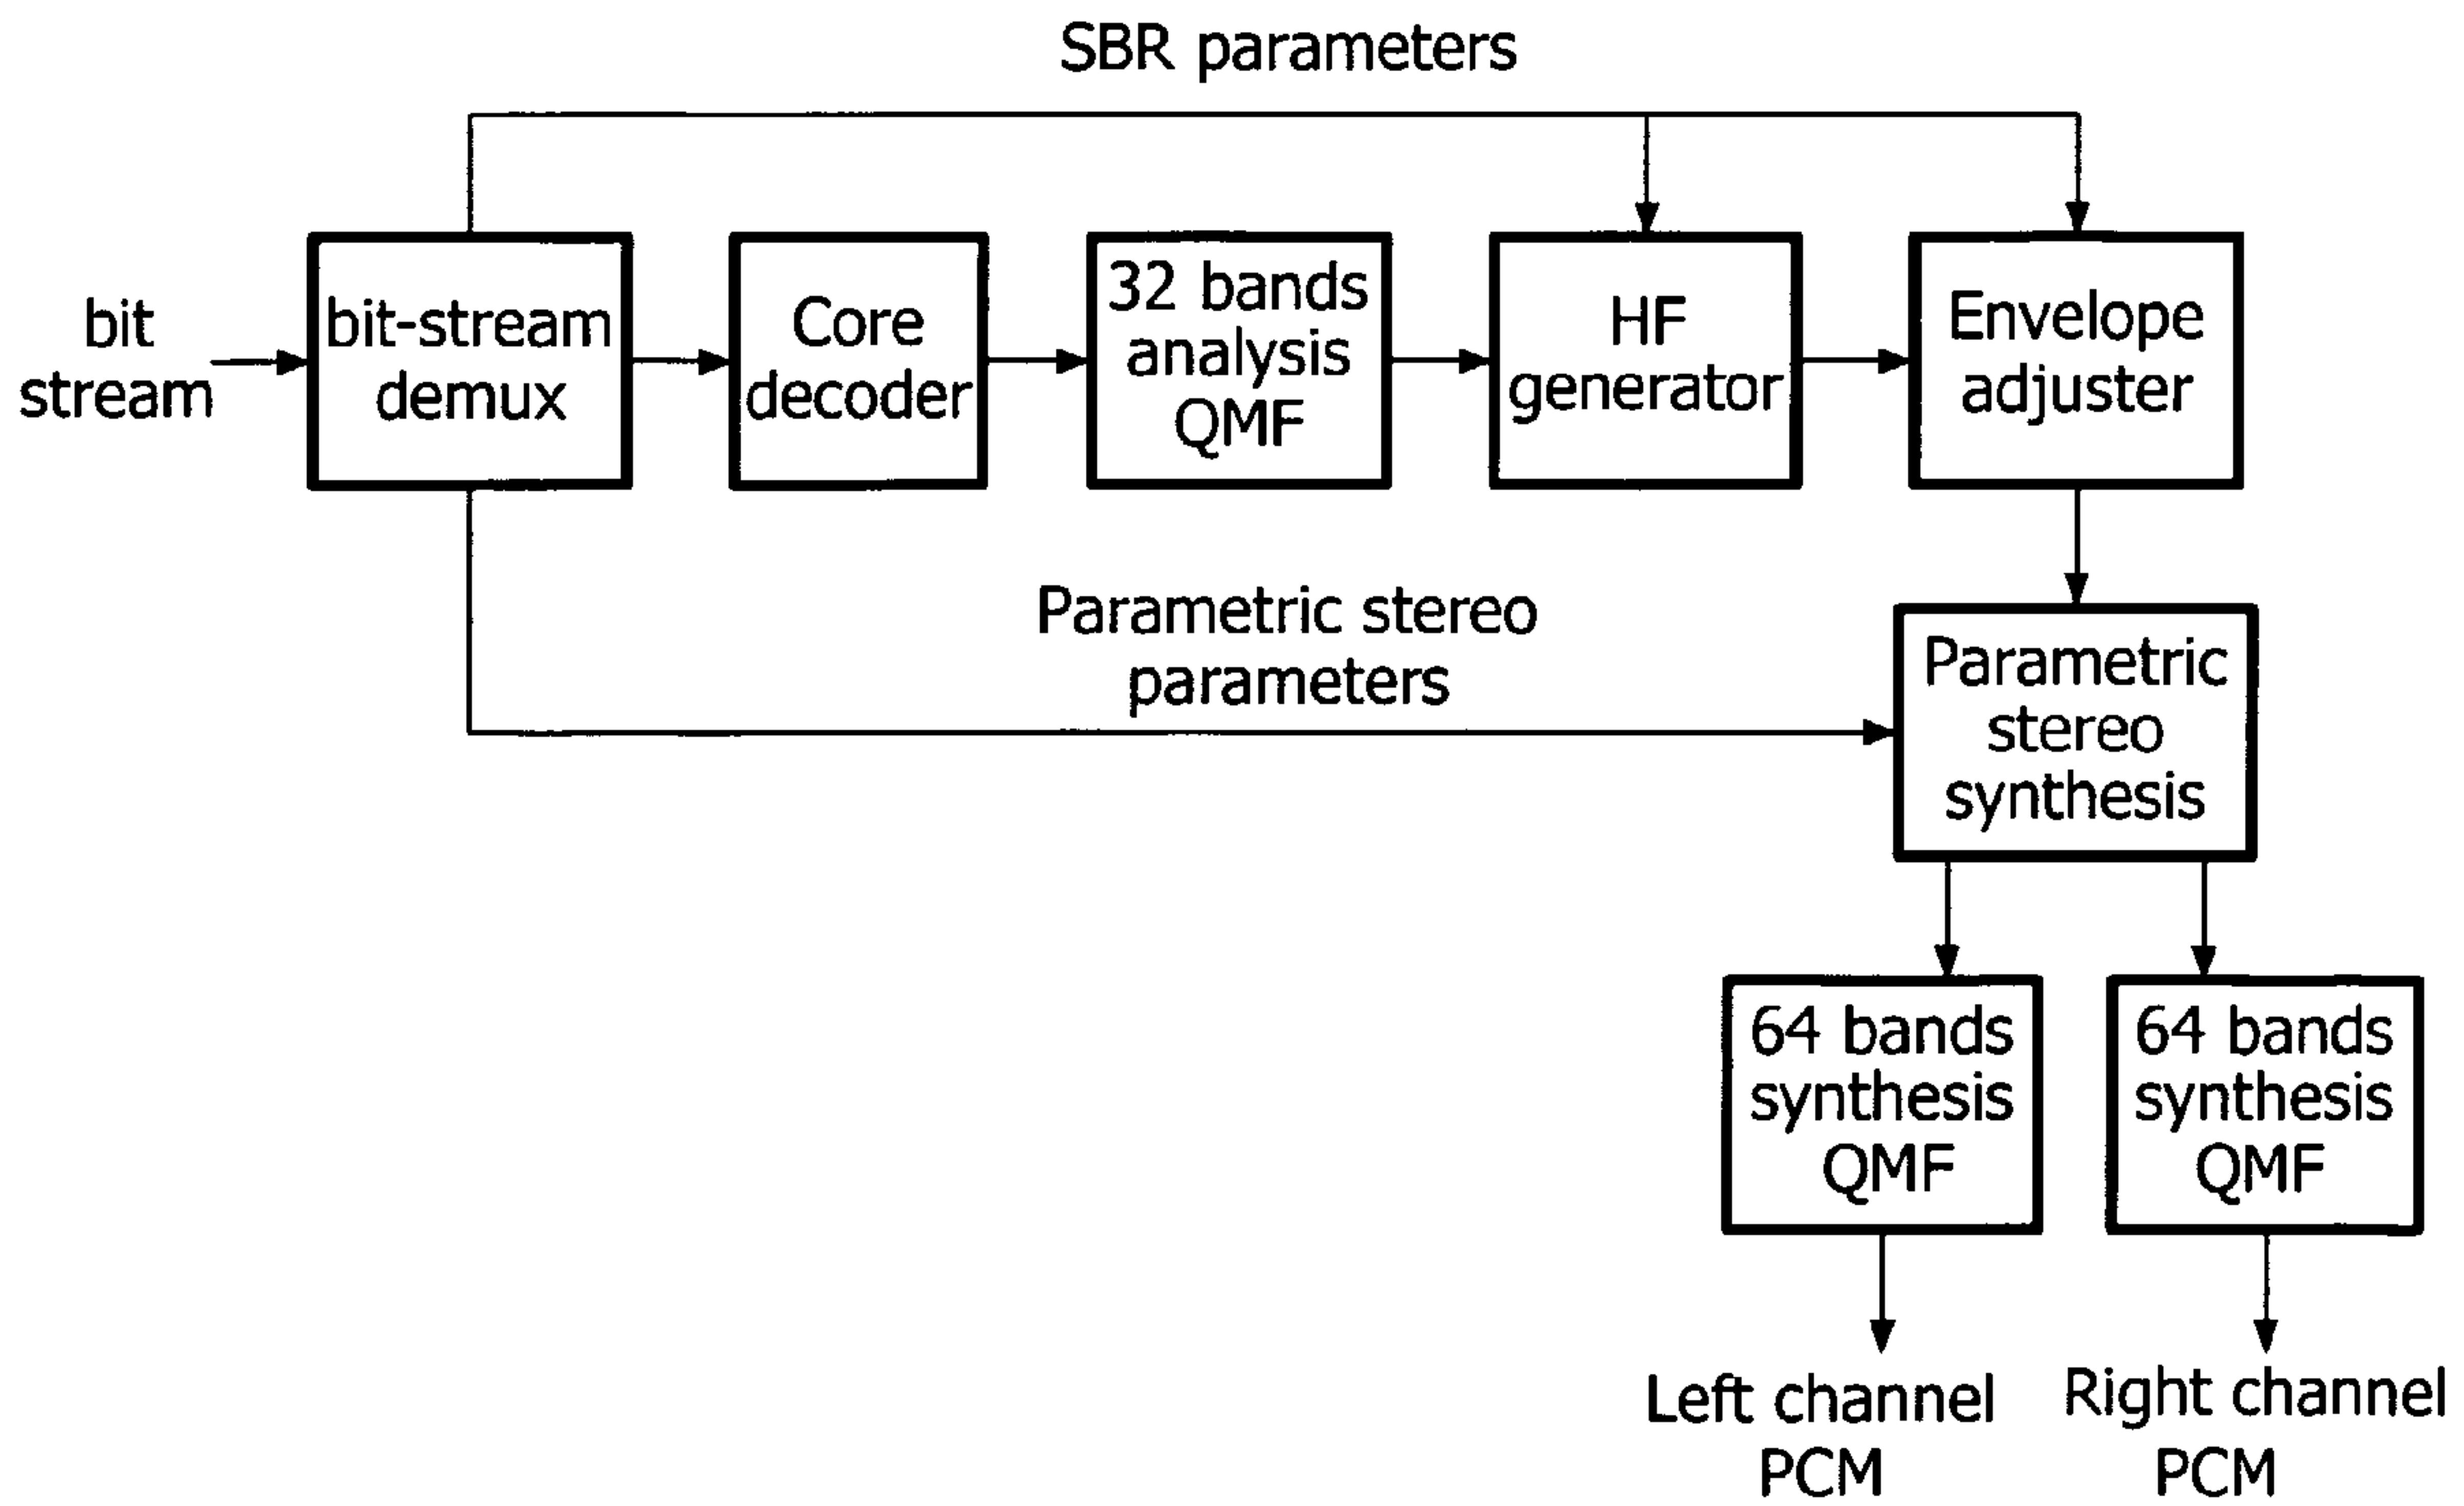 SBR parameters
bit
stream
bit-stream
demux
Core
decoder
32 bands
analysis
QMF
HF
generator
Envelope
adjuster
Parametric stereo
parameters
Parametric
stereo
synthesis
64 bands
synthesis
QMF
64 bands
synthesis
QMF
Left channel
PCM
Right channel
PCM